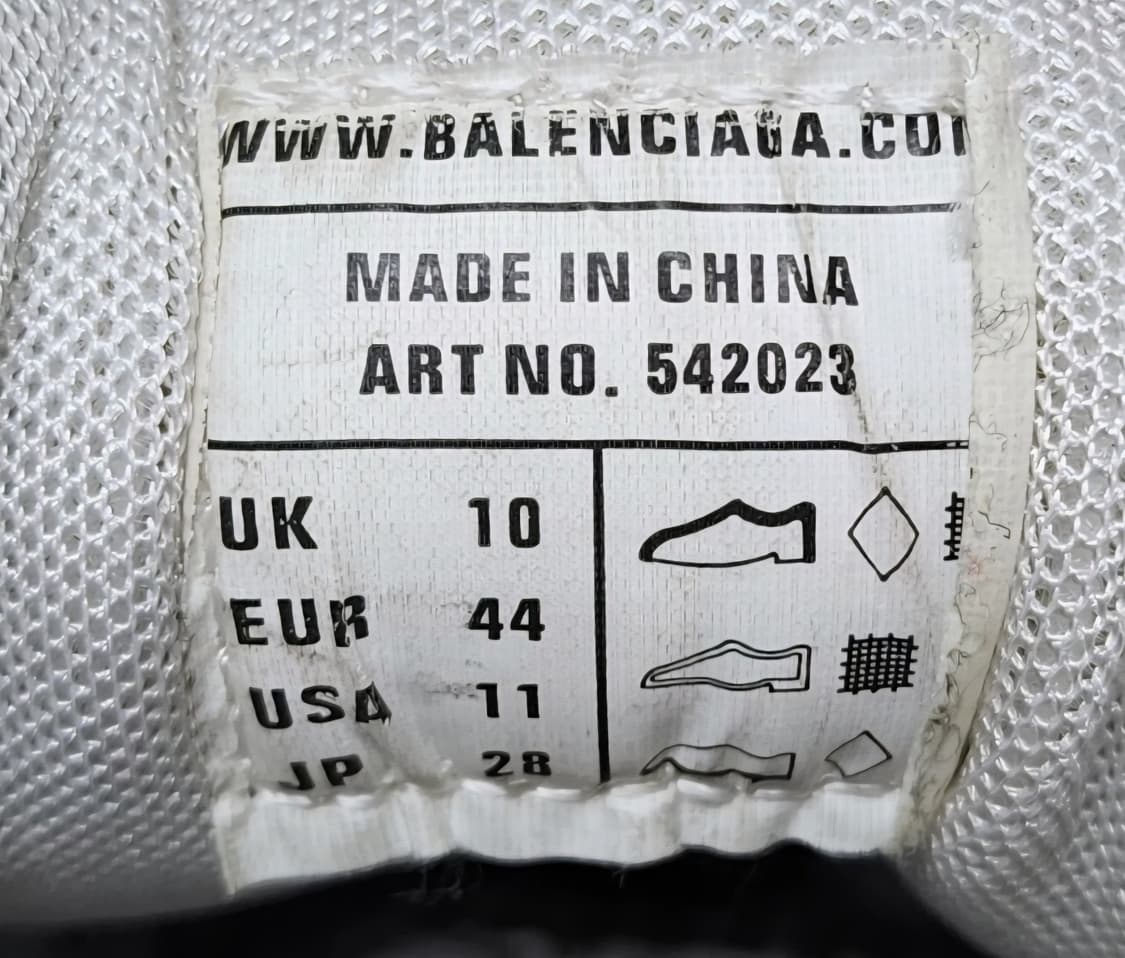 WWW.BALENCIAGA.CO
MADE IN CHINA
ART NO. 542023
UK 10
EUR 44
USA 11
JP 28